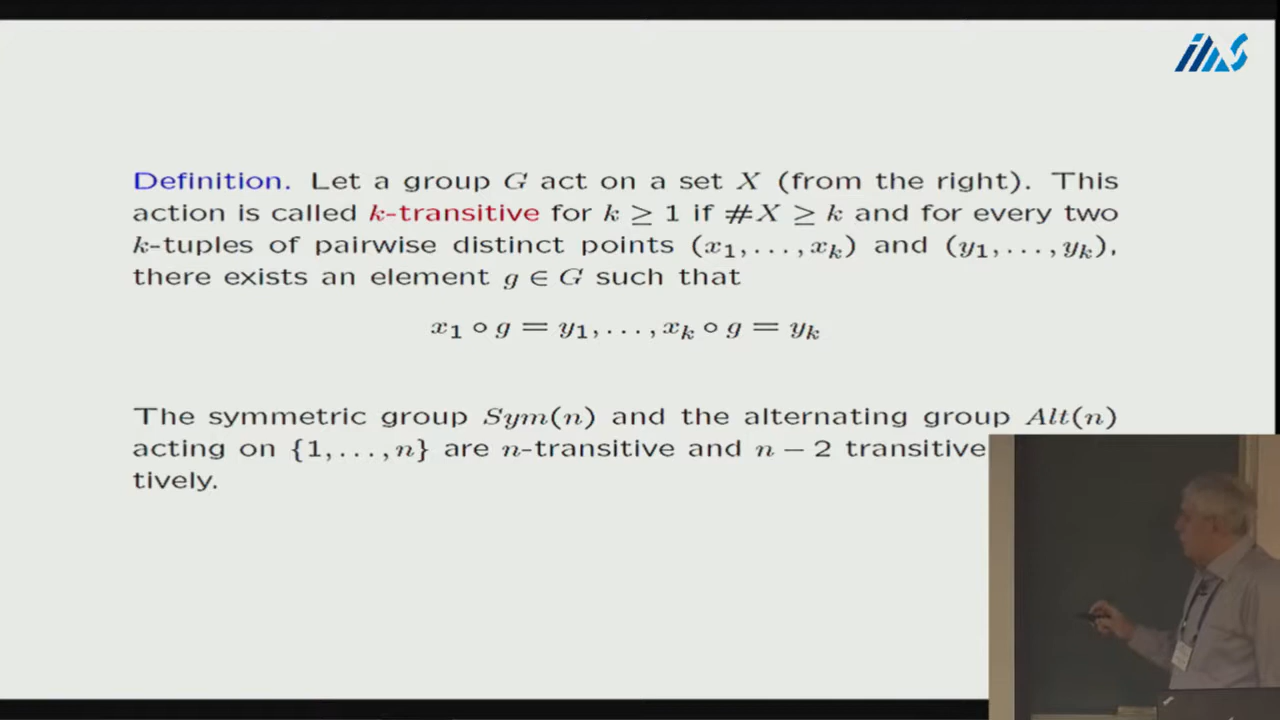 IMS
Definition. Let a group G act on a set X (from the right). This
action is called k-transitive for k ≥ 1 if #X ≥ k and for every two
k-tuples of pairwise distinct points (x₁, . . . , xₖ) and (y₁, . . . , yₖ),
there exists an element g ∈ G such that
x₁ ∘ g = y₁, . . . , xₖ ∘ g = yₖ
The symmetric group Sym(n) and the alternating group Alt(n)
acting on {1, . . . , n} are n-transitive and n − 2 transitive
tively.